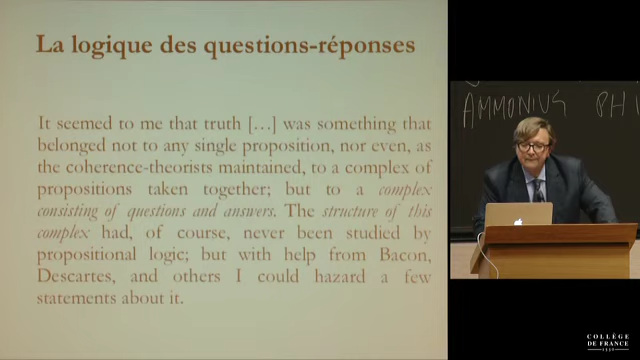 La logique des questions-réponses
It seemed to me that truth [...] was something that
belonged not to any single proposition, nor even, as
the coherence-theorists maintained, to a complex of
propositions taken together; but to a complex
consisting of questions and answers. The structure of this
complex had, of course, never been studied by
propositional logic; but with help from Bacon,
Descartes, and others I could hazard a few
statements about it.
AMMONIUS PHI
COLLÈGE
DE FRANCE
1530